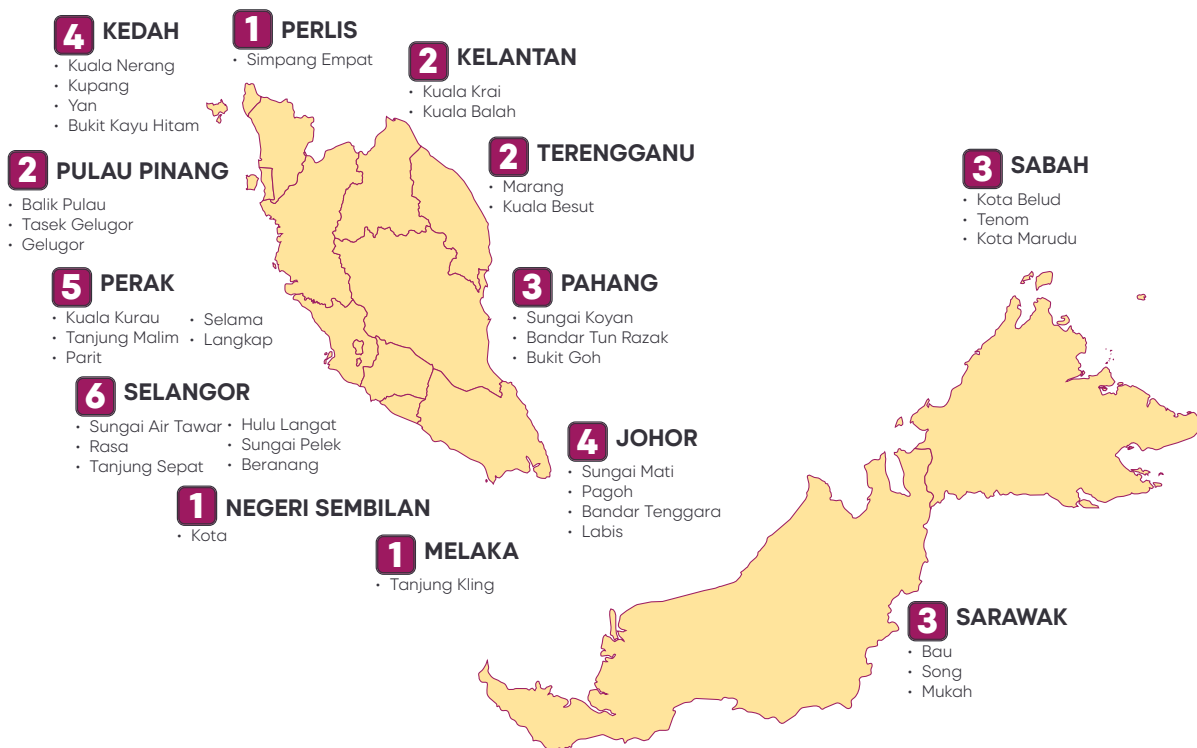 4 KEDAH
· Kuala Nerang
· Kupang
· Yan
· Bukit Kayu Hitam
1 PERLIS
· Simpang Empat
2 KELANTAN
· Kuala Krai
· Kuala Balah
2 PULAU PINANG
· Balik Pulau
· Tasek Gelugor
· Gelugor
2 TERENGGANU
· Marang
· Kuala Besut
3 SABAH
· Kota Belud
· Tenom
· Kota Marudu
5 PERAK
· Kuala Kurau
· Tanjung Malim
· Parit
· Selama
· Langkap
3 PAHANG
· Sungai Koyan
· Bandar Tun Razak
· Bukit Goh
6 SELANGOR
· Sungai Air Tawar
· Rasa
· Tanjung Sepat
· Hulu Langat
· Sungai Pelek
· Beranang
4 JOHOR
· Sungai Mati
· Pagoh
· Bandar Tenggara
· Labis
1 NEGERI SEMBILAN
· Kota
1 MELAKA
· Tanjung Kling
3 SARAWAK
· Bau
· Song
· Mukah